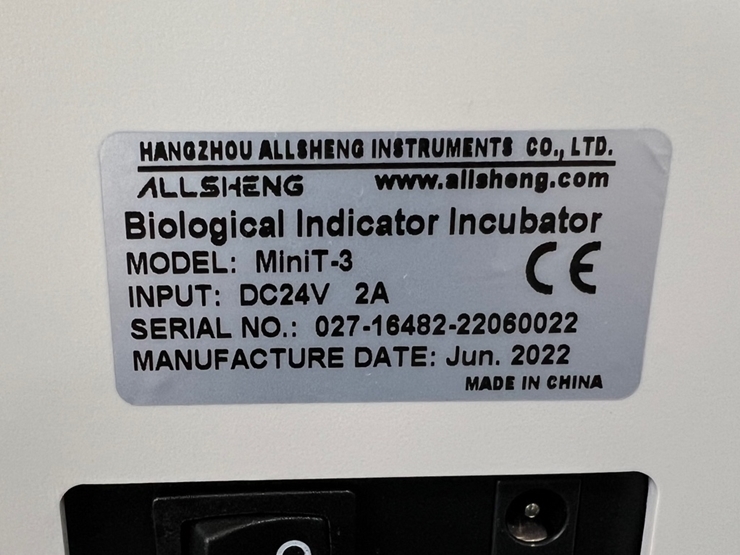 HANGZHOU ALLSHENG INSTRUMENTS CO., LTD.
ALLSHENG www.allsheng.com
Biological Indicator Incubator
MODEL: MiniT-3
INPUT: DC24V 2A
CE
SERIAL NO.: 027-16482-22060022
MANUFACTURE DATE: Jun. 2022
MADE IN CHINA